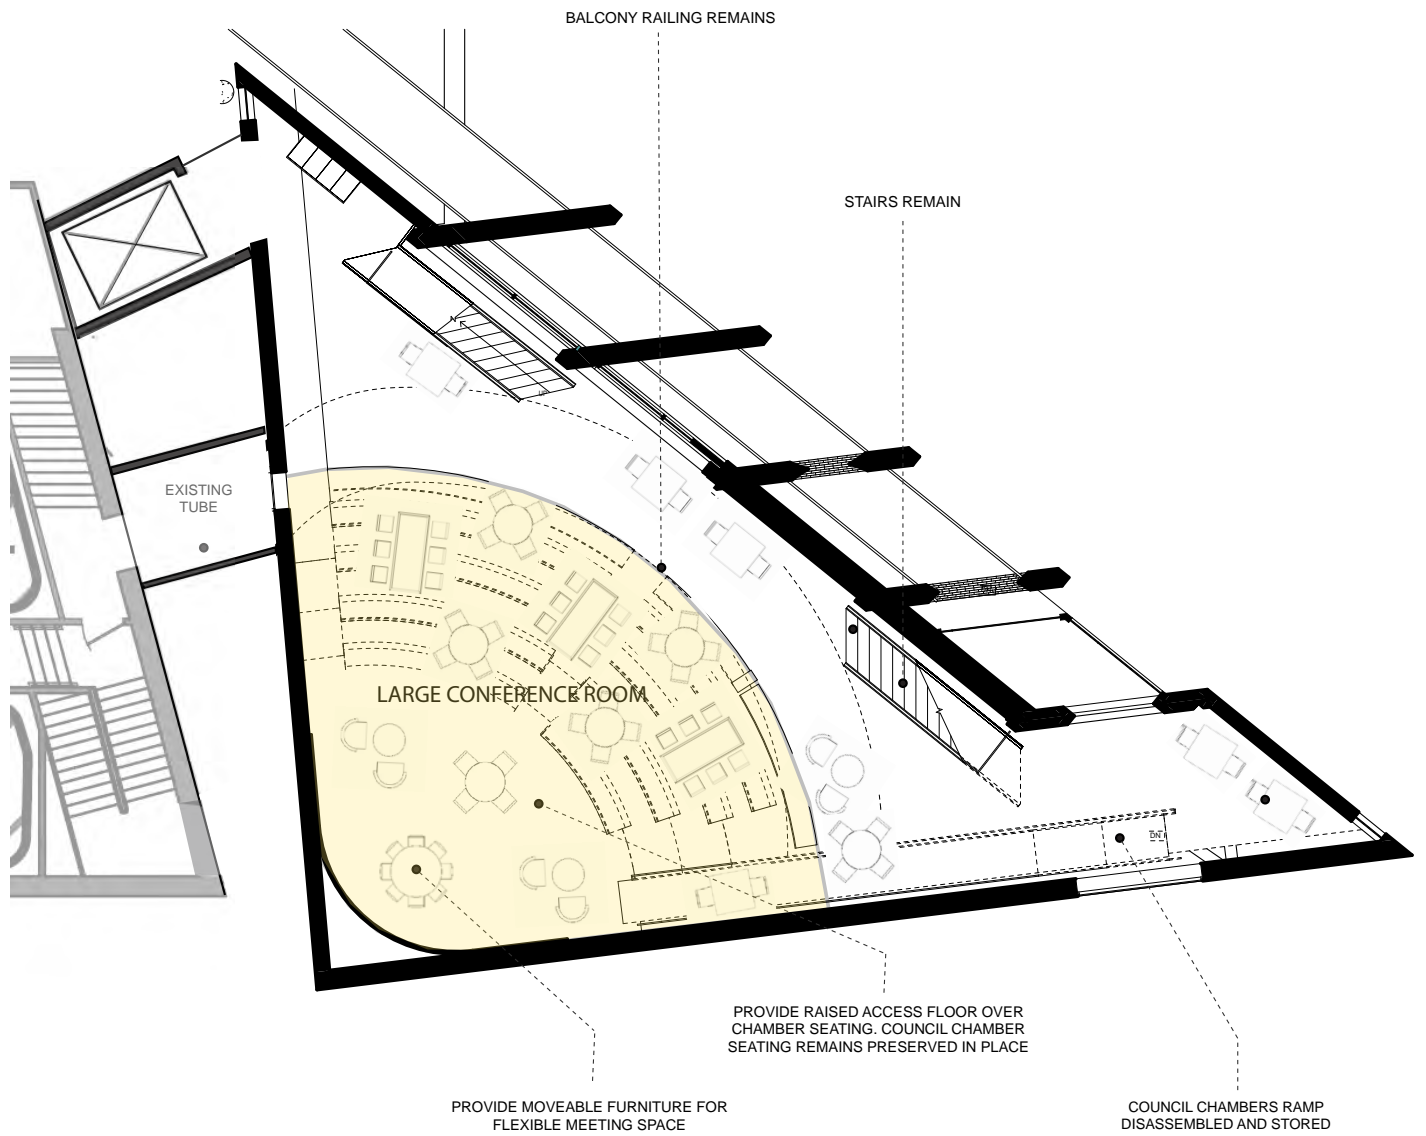 BALCONY RAILING REMAINS
STAIRS REMAIN
UP
EXISTING
TUBE
LARGE CONFERENCE ROOM
DN
PROVIDE RAISED ACCESS FLOOR OVER
CHAMBER SEATING. COUNCIL CHAMBER
SEATING REMAINS PRESERVED IN PLACE
PROVIDE MOVEABLE FURNITURE FOR
FLEXIBLE MEETING SPACE
COUNCIL CHAMBERS RAMP
DISASSEMBLED AND STORED